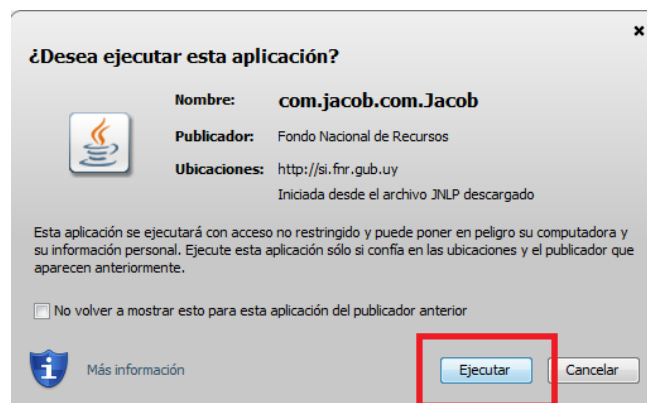 ¿Desea ejecutar esta aplicación?
Nombre: com.jacob.com.Jacob
Publicador: Fondo Nacional de Recursos
Ubicaciones: http://si.fnr.gub.uy
Iniciada desde el archivo JNLP descargado
Esta aplicación se ejecutará con acceso no restringido y puede poner en peligro su computadora y
su información personal. Ejecute esta aplicación sólo si confía en las ubicaciones y el publicador que
aparecen anteriormente.
No volver a mostrar esto para esta aplicación del publicador anterior
Más información
Ejecutar
Cancelar